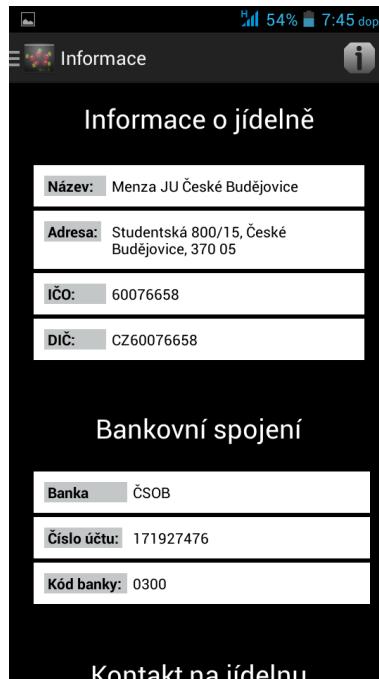 H 54% 7:45 dop
Informace
Informace o jídelně
Název: Menza JU České Budějovice
Adresa: Studentská 800/15, České
Budějovice, 370 05
IČO: 60076658
DIČ: CZ60076658
Bankovní spojení
Banka ČSOB
Číslo účtu: 171927476
Kód banky: 0300
Kontakt na jídelnu